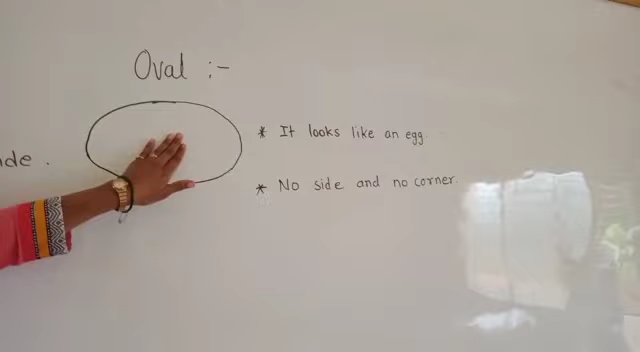 Oval :-
* It looks like an egg.
* No side and no corner.